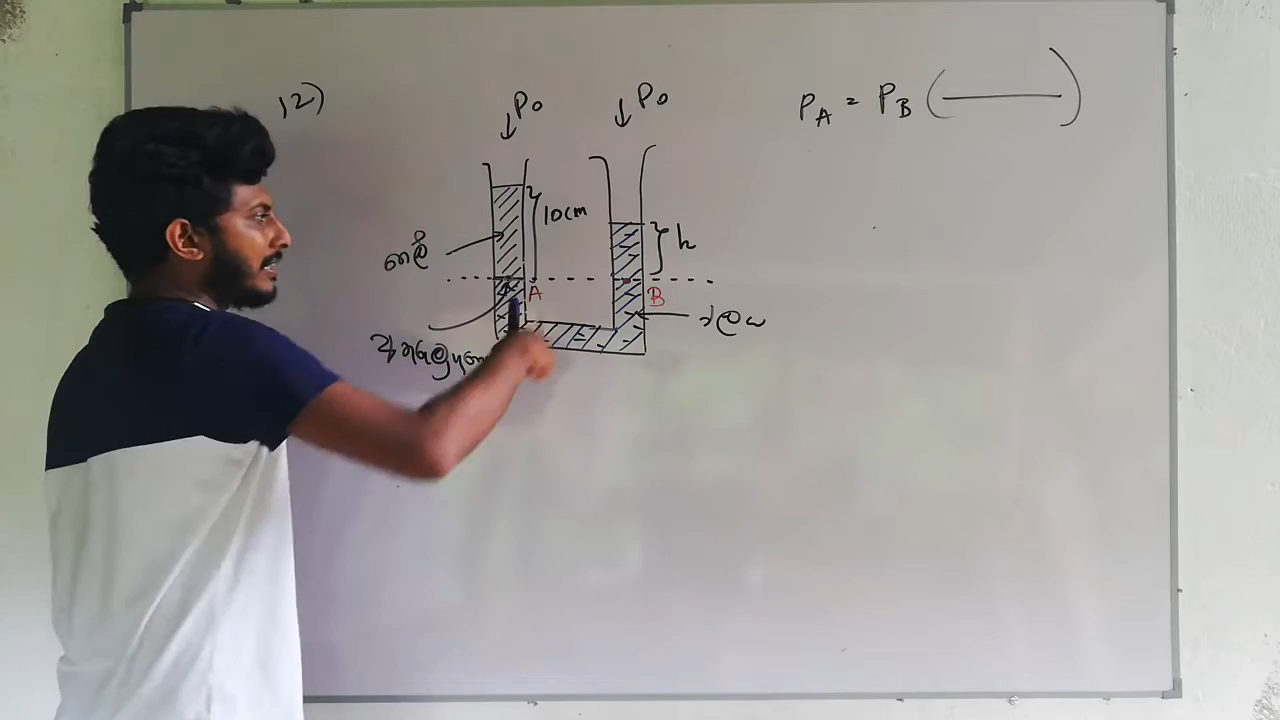 12)
P₀
P₀
P_A = P_B (———)
10cm
h
A
B
ජලය